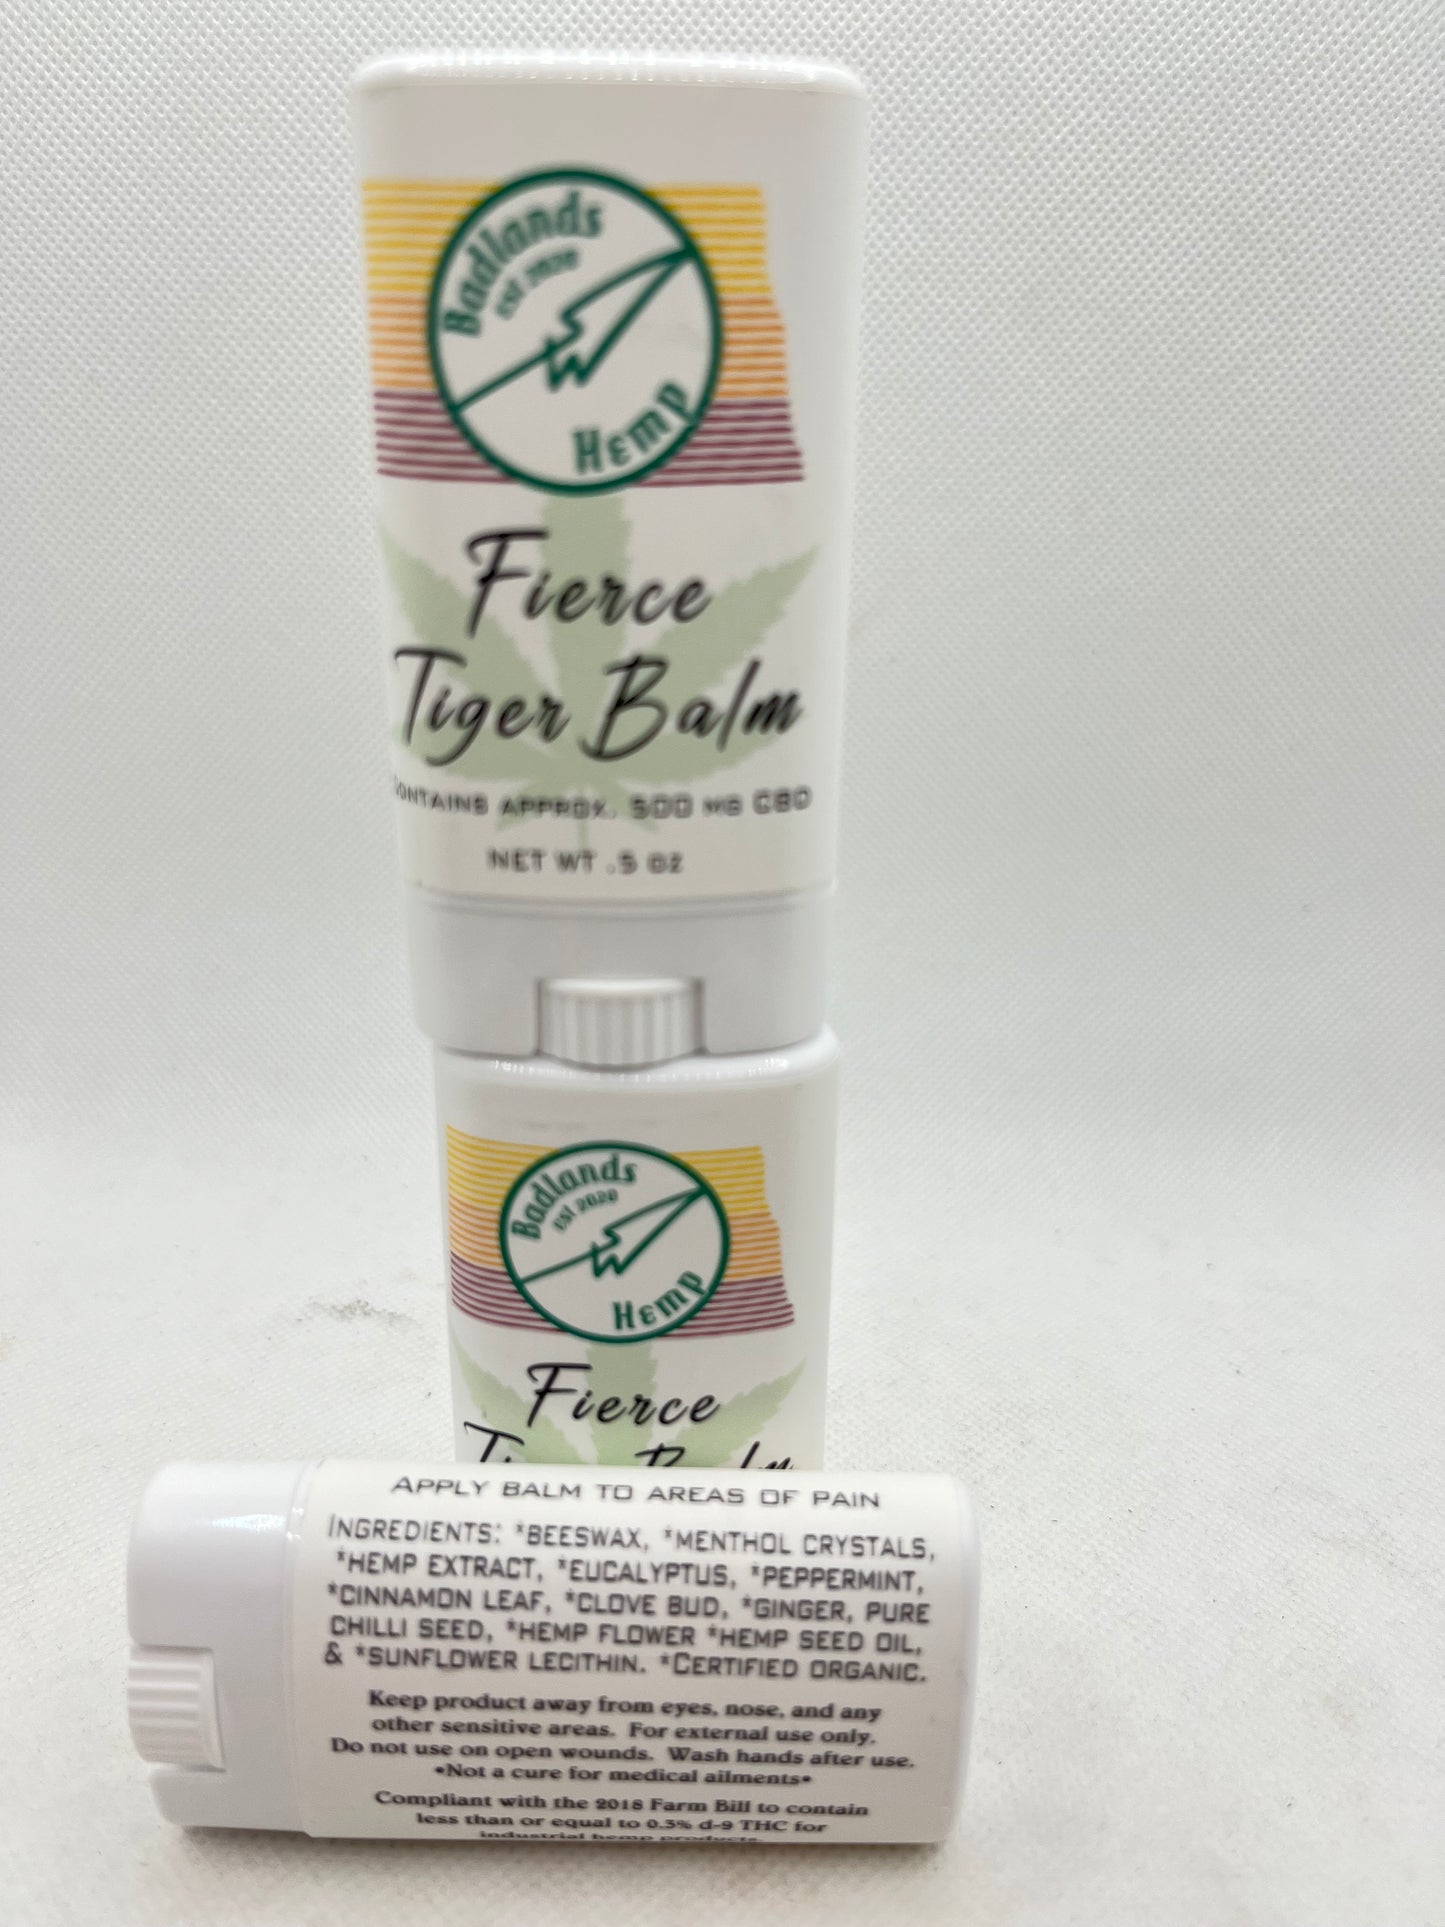 Badlands
EST 2020
Hemp
Fierce
Tiger Balm
CONTAINS APPROX. 500 MG CBD
NET WT .5 OZ
Badlands
EST 2020
Hemp
Fierce
Tiger Balm
APPLY BALM TO AREAS OF PAIN
INGREDIENTS: *BEESWAX, *MENTHOL CRYSTALS,
*HEMP EXTRACT, *EUCALYPTUS, *PEPPERMINT,
*CINNAMON LEAF, *CLOVE BUD, *GINGER, PURE
CHILLI SEED, *HEMP FLOWER *HEMP SEED OIL,
& *SUNFLOWER LECITHIN. *CERTIFIED ORGANIC.
Keep product away from eyes, nose, and any
other sensitive areas. For external use only.
Do not use on open wounds. Wash hands after use.
•Not a cure for medical ailments•
Compliant with the 2018 Farm Bill to contain
less than or equal to 0.3% d-9 THC for
industrial hemp products.